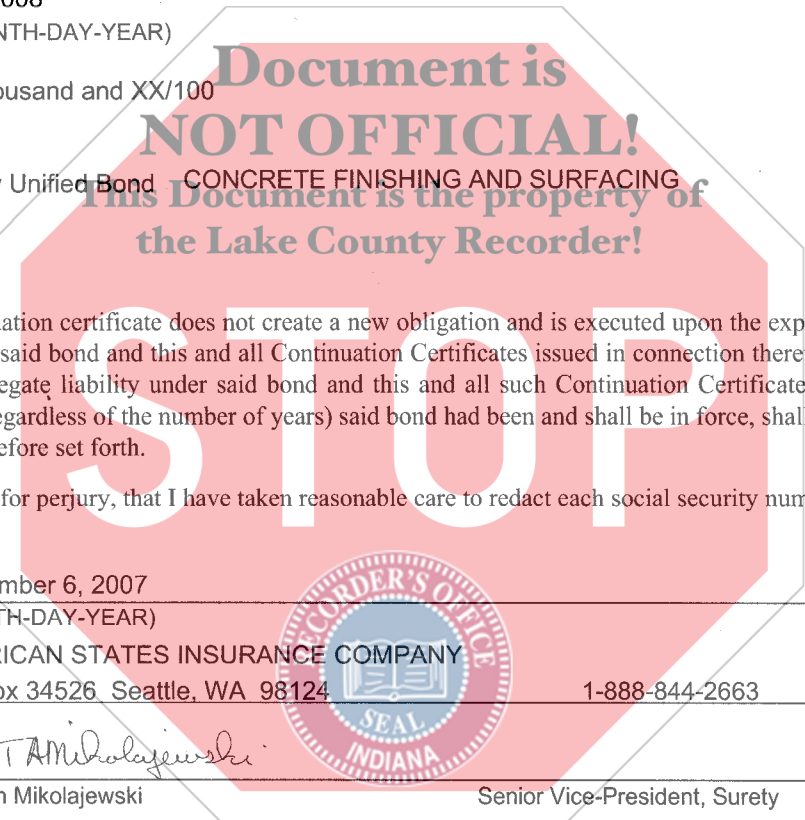 NTH-DAY-YEAR)
Document is
ousand and XX/100
NOT OFFICIAL!
Unified Bond CONCRETE FINISHING AND SURFACING
This Document is the property of
the Lake County Recorder!
STOP
uation certificate does not create a new obligation and is executed upon the exp
said bond and this and all Continuation Certificates issued in connection there
egate liability under said bond and this and all such Continuation Certificate
egardless of the number of years) said bond had been and shall be in force, shall
efore set forth.
for perjury, that I have taken reasonable care to redact each social security num
mber 6, 2007
TH-DAY-YEAR)
RICAN STATES INSURANCE COMPANY
ox 34526 Seattle, WA 98124 1-888-844-2663
RECORDER'S OFFICE
SEAL
INDIANA
TAMikolajewski
n Mikolajewski Senior Vice-President, Surety